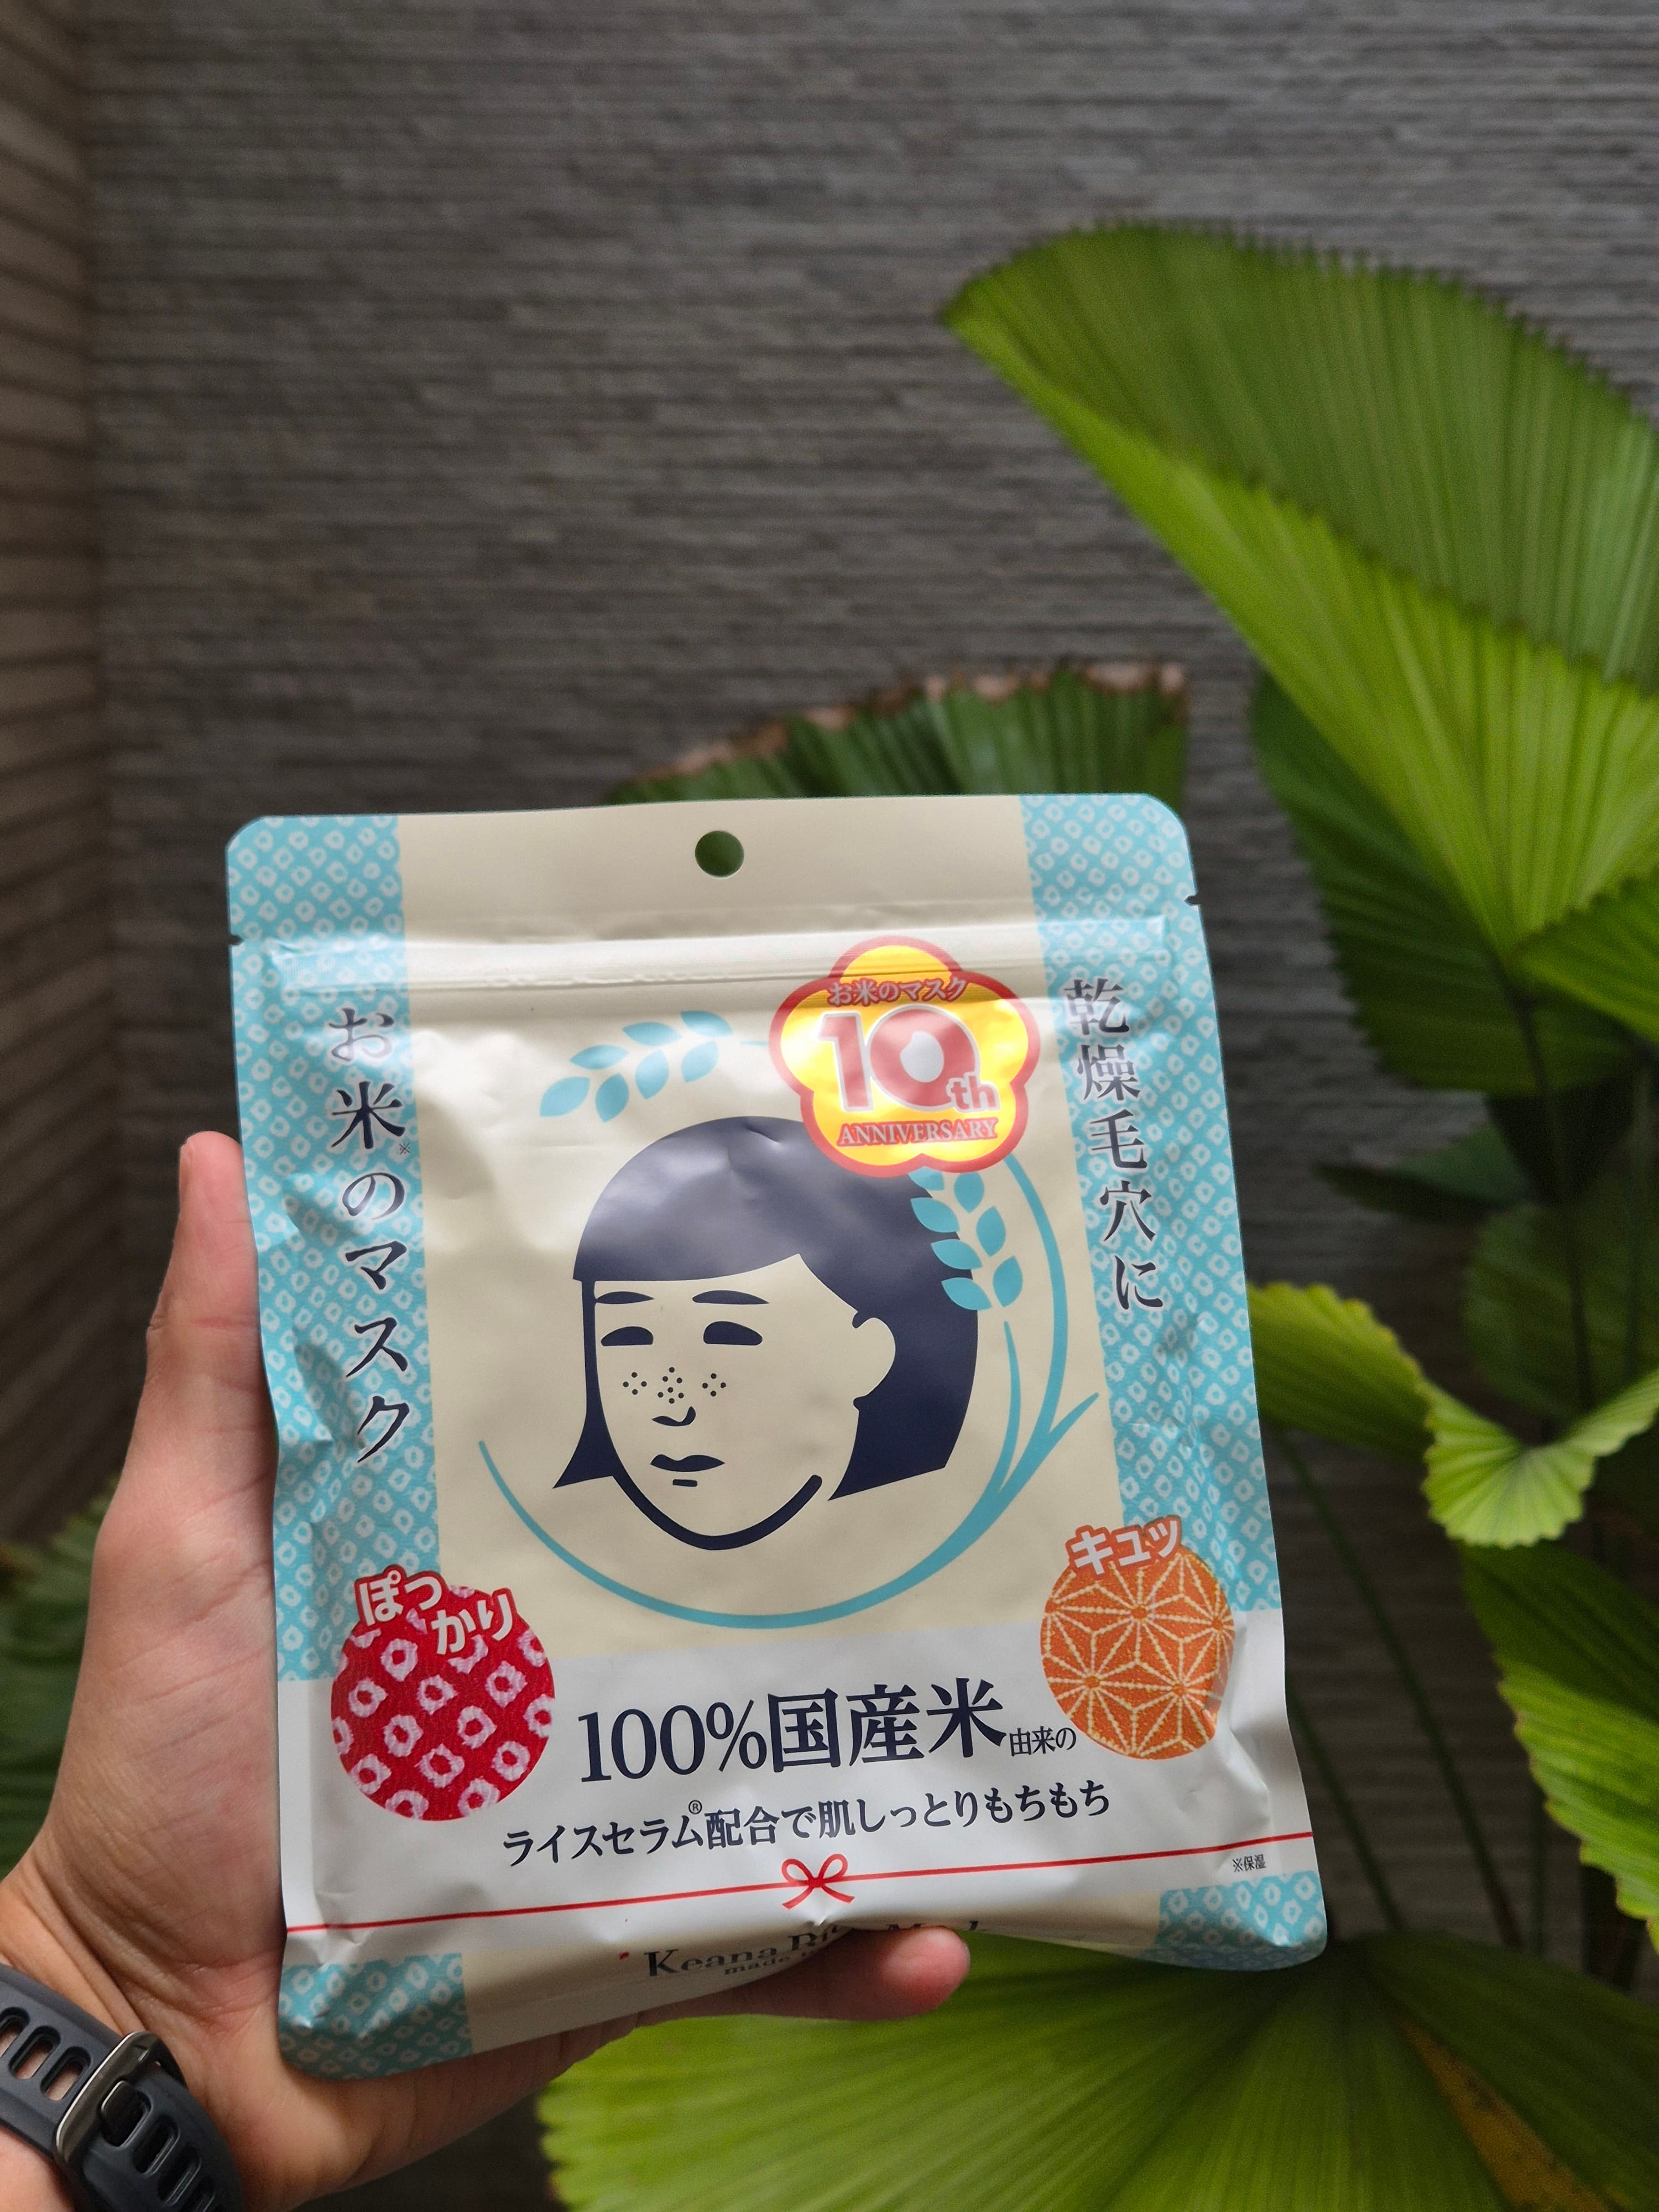 お米のマスク
10th
ANNIVERSARY
乾燥毛穴に
お米※のマスク
ぽっかり
キュッ
100%国産米由来の
ライスセラム®配合で肌しっとりもちもち
※保湿
Keana
made